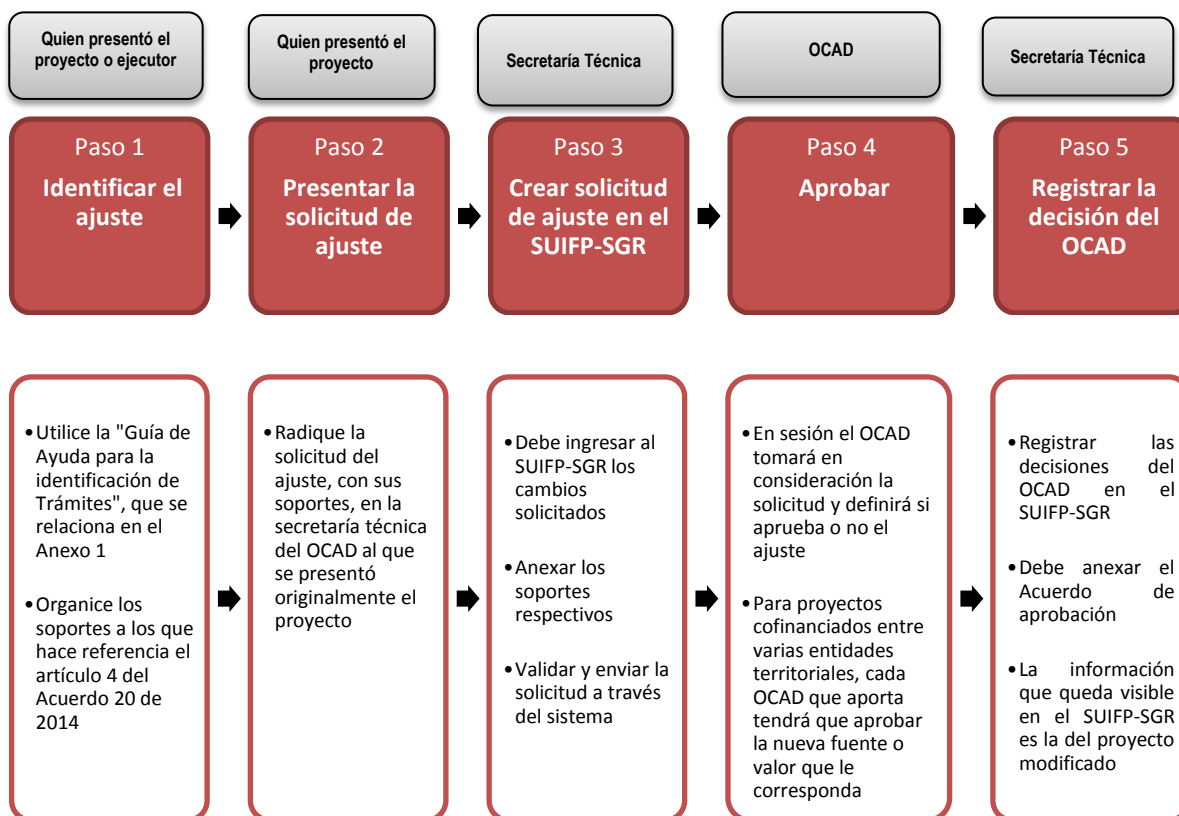 Quien presentó el
proyecto o ejecutor
Quien presentó el
proyecto
Secretaría Técnica
OCAD
Secretaría Técnica
Paso 1
Identificar el
ajuste
Paso 2
Presentar la
solicitud de
ajuste
Paso 3
Crear solicitud
de ajuste en el
SUIFP-SGR
Paso 4
Aprobar
Paso 5
Registrar la
decisión del
OCAD
•Utilice la "Guía de
Ayuda para la
identificación de
Trámites", que se
relaciona en el
Anexo 1
•Organice los
soportes a los que
hace referencia el
artículo 4 del
Acuerdo 20 de
2014
•Radique la
solicitud del
ajuste, con sus
soportes, en la
secretaría técnica
del OCAD al que
se presentó
originalmente el
proyecto
•Debe ingresar al
SUIFP-SGR los
cambios
solicitados
•Anexar los
soportes
respectivos
•Validar y enviar la
solicitud a través
del sistema
•En sesión el OCAD
tomará en
consideración la
solicitud y definirá si
aprueba o no el
ajuste
•Para proyectos
cofinanciados entre
varias entidades
territoriales, cada
OCAD que aporta
tendrá que aprobar
la nueva fuente o
valor que le
corresponda
•Registrar las
decisiones del
OCAD en el
SUIFP-SGR
•Debe anexar el
Acuerdo de
aprobación
•La información
que queda visible
en el SUIFP-SGR
es la del proyecto
modificado